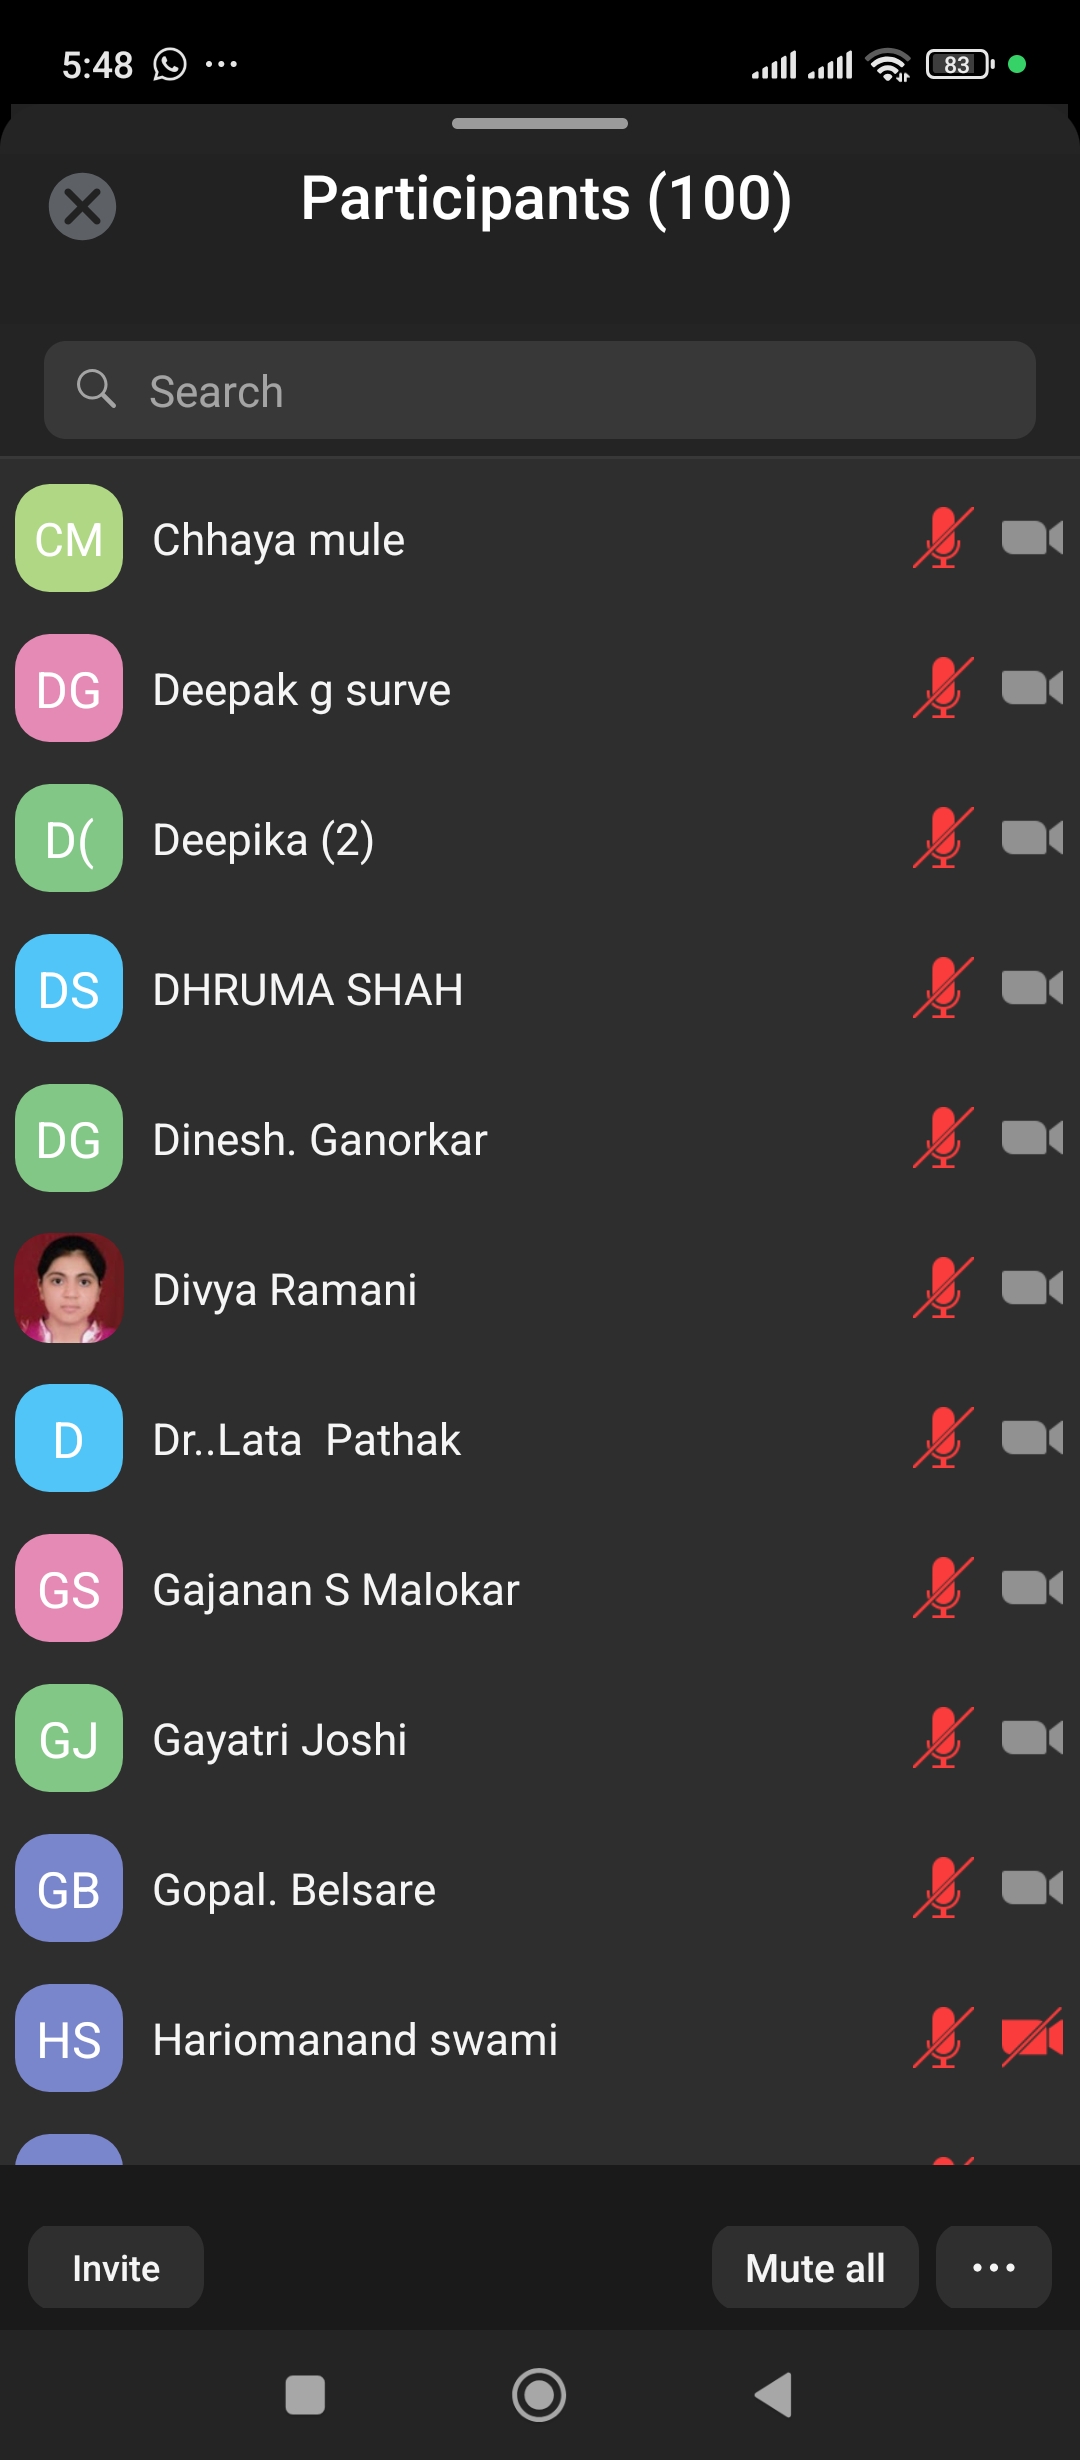 5:48 83
Participants (100)
Search
CM Chhaya mule
DG Deepak g surve
D( Deepika (2)
DS DHRUMA SHAH
DG Dinesh. Ganorkar
Divya Ramani
D Dr..Lata  Pathak
GS Gajanan S Malokar
GJ Gayatri Joshi
GB Gopal. Belsare
HS Hariomanand swami
Invite Mute all